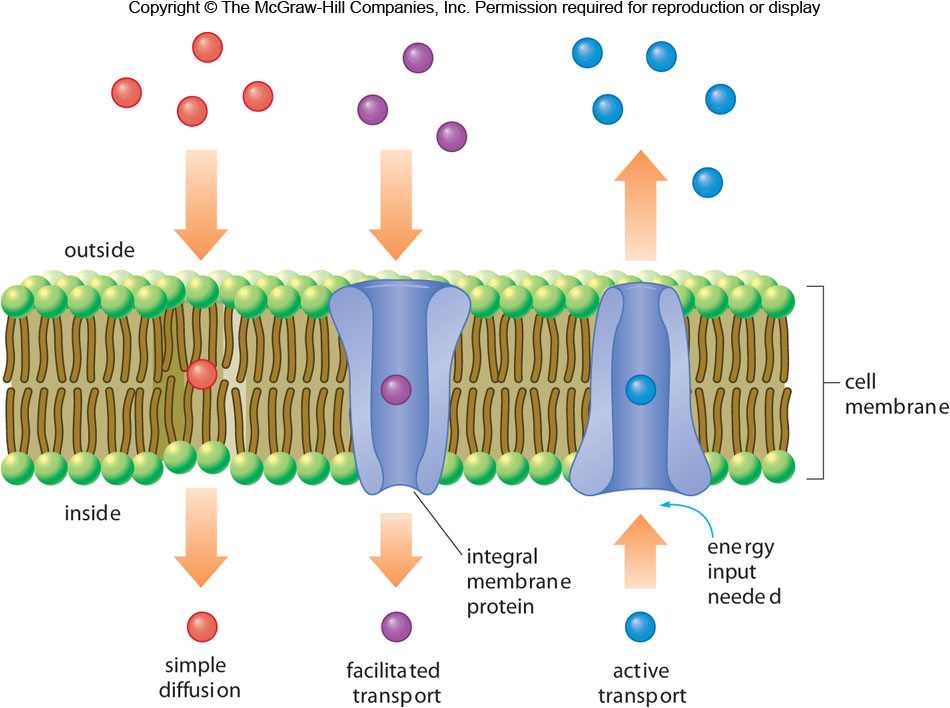 Copyright © The McGraw-Hill Companies, Inc. Permission required for reproduction or display
outside
cell
membrane
inside
integral
membrane
protein
energy
input
needed
simple
diffusion
facilitated
transport
active
transport